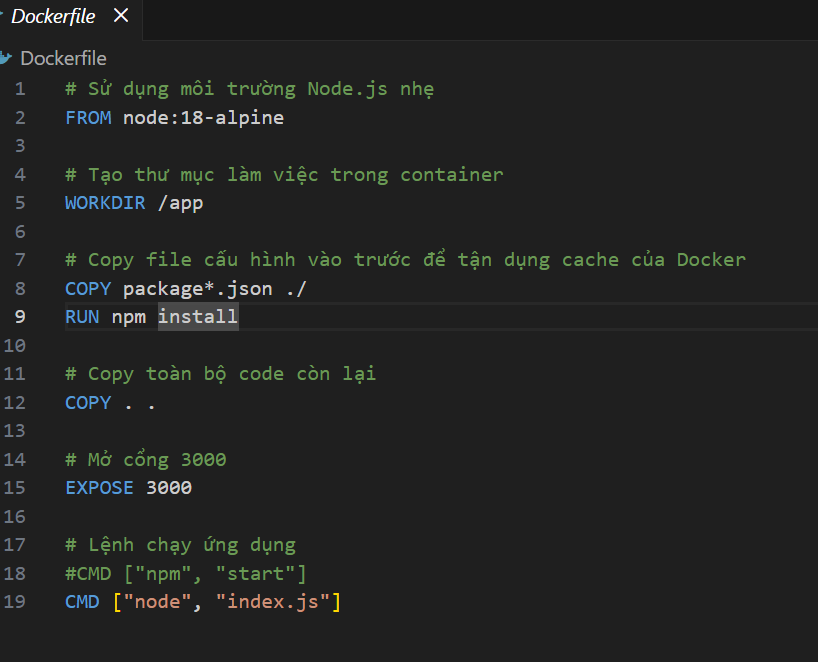 Dockerfile
Dockerfile
1 # Sử dụng môi trường Node.js nhẹ
2 FROM node:18-alpine
3
4 # Tạo thư mục làm việc trong container
5 WORKDIR /app
6
7 # Copy file cấu hình vào trước để tận dụng cache của Docker
8 COPY package*.json ./
9 RUN npm install
10
11 # Copy toàn bộ code còn lại
12 COPY . .
13
14 # Mở cổng 3000
15 EXPOSE 3000
16
17 # Lệnh chạy ứng dụng
18 #CMD ["npm", "start"]
19 CMD ["node", "index.js"]